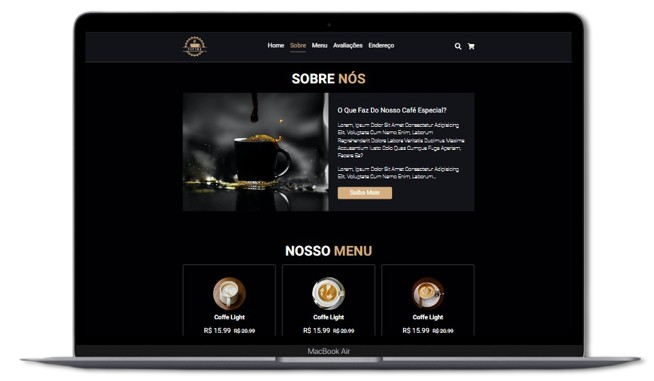 Home Sobre Menu Avaliações Endereço
SOBRE NÓS
O Que Faz Do Nosso Café Especial?
Lorem, Ipsum Dolor Sit Amet Consectetur Adipisicing
Elit. Voluptate Cum Nemo Enim, Laborum
Reprehenderit Dolore Labore Veritatis Ducimus Maxime
Accusantium Iusto Odio Quas Cumque Fuga Aperiam,
Facere Ea?
Lorem, Ipsum Dolor Sit Amet Consectetur Adipisicing
Elit. Voluptate Cum Nemo Enim, Laborum...
Saiba Mais
NOSSO MENU
Coffe Light Coffe Light Coffe Light
R$ 15.99 R$ 20.99 R$ 15.99 R$ 20.99 R$ 15.99 R$ 20.99
MacBook Air